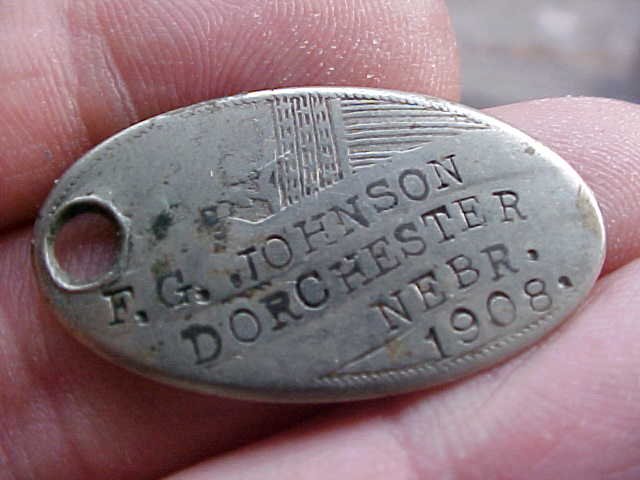 F. G. JOHNSON
DORCHESTER
NEBR.
1908.